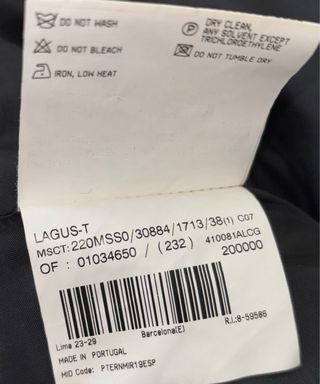 DO NOT WASH
DO NOT BLEACH
IRON, LOW HEAT
P DRY CLEAN,
ANY SOLVENT EXCEPT
TRICHLOROETHYLENE
DO NOT TUMBLE DRY
LAGUS-T
MSCT:220MSS0/30884/1713/38(1) C07
OF : 01034650 / (232) 410081ALCG
200000
Lima 23-29 Barcelona(E) R.I.:8-59586
MADE IN PORTUGAL
MID Code: PTERNMIR19ESP